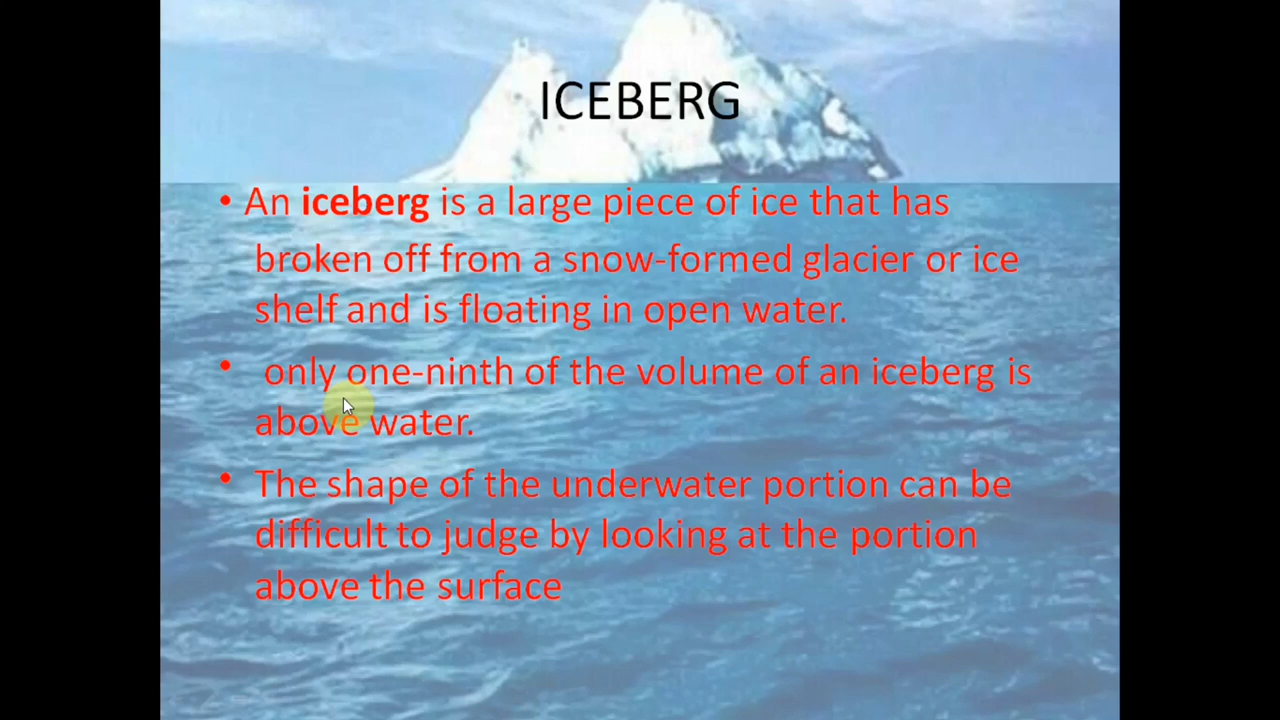 ICEBERG
• An iceberg is a large piece of ice that has
broken off from a snow-formed glacier or ice
shelf and is floating in open water.
• only one-ninth of the volume of an iceberg is
above water.
• The shape of the underwater portion can be
difficult to judge by looking at the portion
above the surface